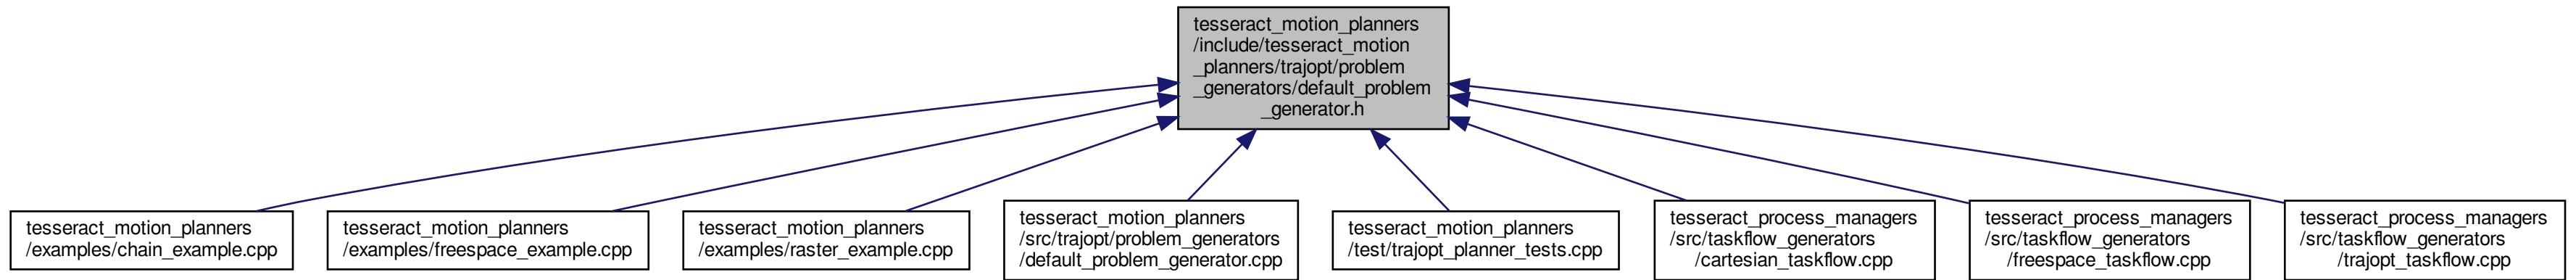 tesseract_motion_planners
/include/tesseract_motion
_planners/trajopt/problem
_generators/default_problem
_generator.h
tesseract_motion_planners
/examples/chain_example.cpp
tesseract_motion_planners
/examples/freespace_example.cpp
tesseract_motion_planners
/examples/raster_example.cpp
tesseract_motion_planners
/src/trajopt/problem_generators
/default_problem_generator.cpp
tesseract_motion_planners
/test/trajopt_planner_tests.cpp
tesseract_process_managers
/src/taskflow_generators
/cartesian_taskflow.cpp
tesseract_process_managers
/src/taskflow_generators
/freespace_taskflow.cpp
tesseract_process_managers
/src/taskflow_generators
/trajopt_taskflow.cpp